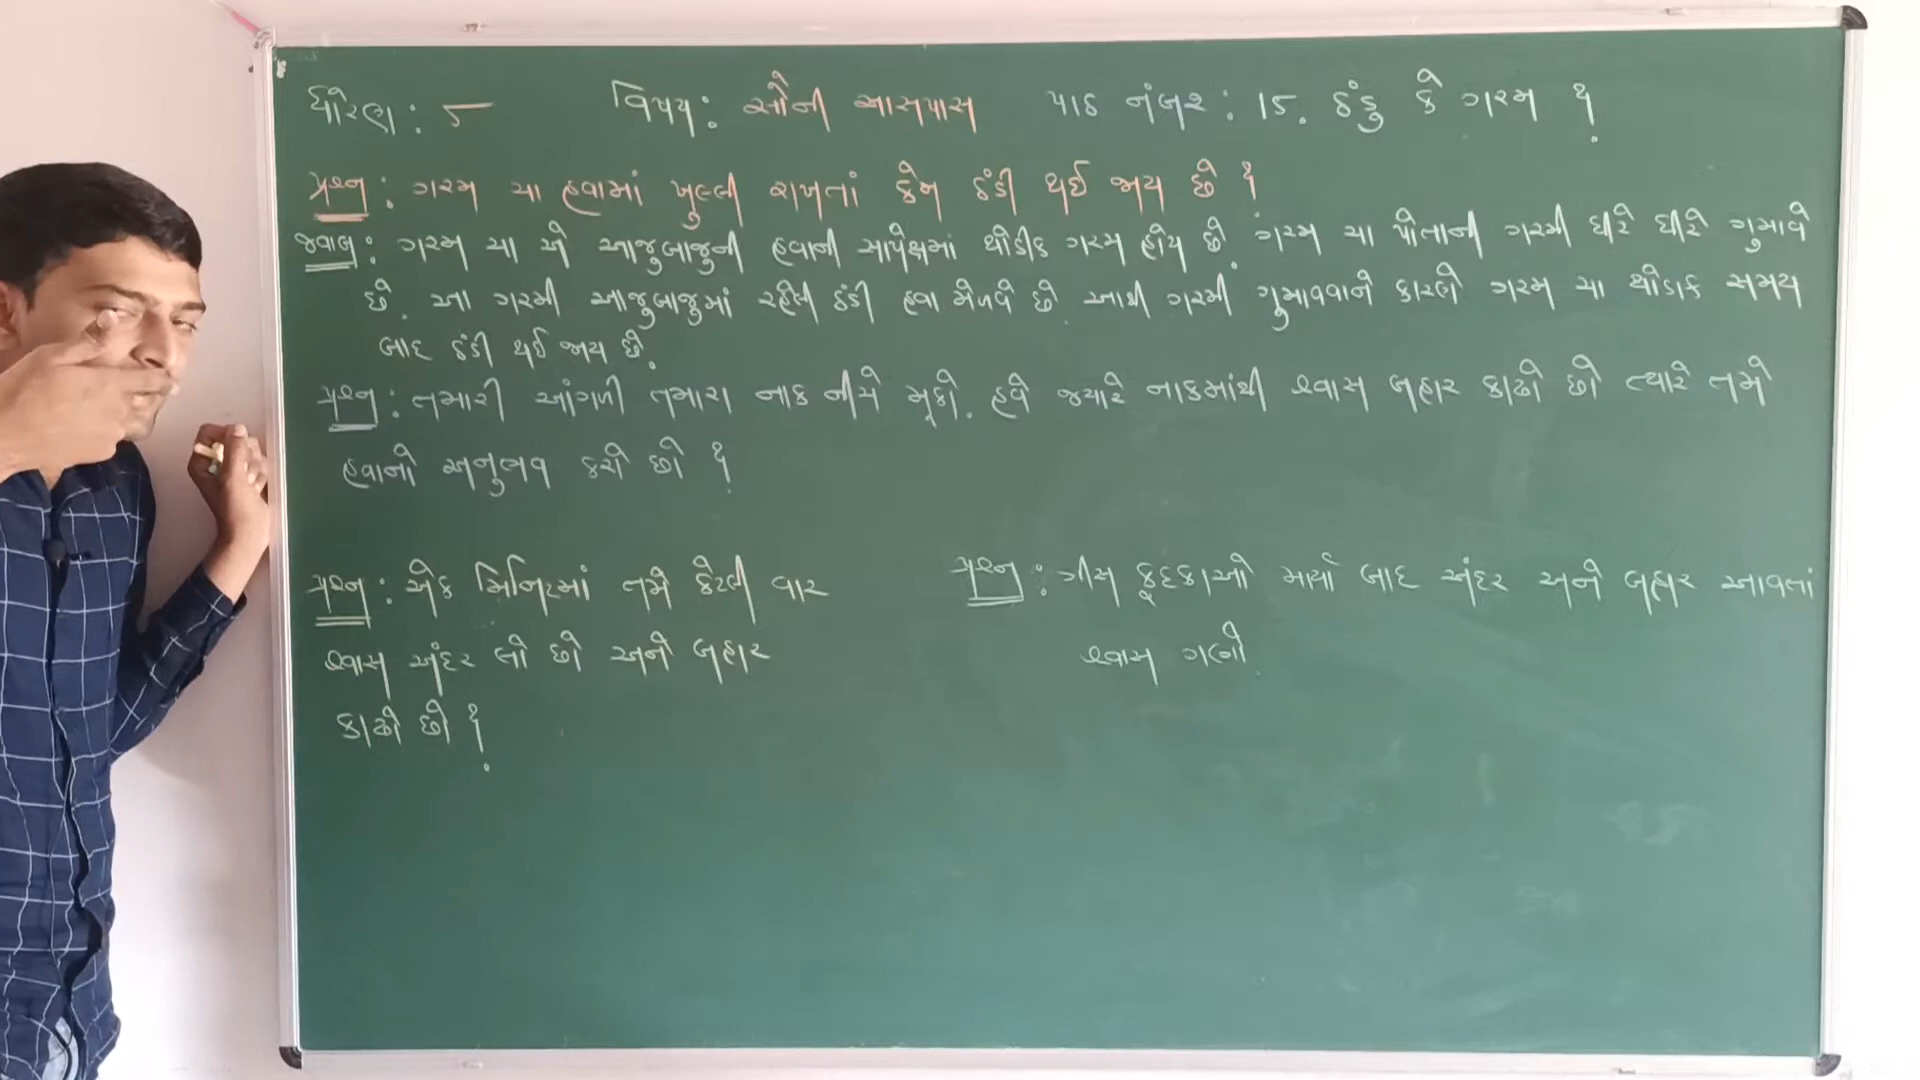 ધોરણ : ૫ વિષય : સૌની આસપાસ પાઠ નંબર : 15. ઠંડુ કે ગરમ ?
પ્રશ્ન : ગરમ ચા હવામાં ખુલ્લી રાખતાં કેમ ઠંડી થઈ જાય છે ?
જવાબ : ગરમ ચા એ આજુબાજુની હવાની સાપેક્ષમાં થોડીક ગરમ હોય છે. ગરમ ચા પોતાની ગરમી ધીરે ધીરે ગુમાવે
છે. આ ગરમી આજુબાજુમાં રહેલી ઠંડી હવા મેળવે છે. આથી ગરમી ગુમાવવાને કારણે ગરમ ચા થોડાક સમય
બાદ ઠંડી થઈ જાય છે.
પ્રશ્ન : તમારી આંગળી તમારા નાક નીચે મૂકો. હવે જ્યારે નાકમાંથી શ્વાસ બહાર કાઢો છો ત્યારે તમે
હવાનો અનુભવ કરો છો ?
પ્રશ્ન : એક મિનિટમાં તમે કેટલી વાર
શ્વાસ અંદર લો છો અને બહાર
કાઢો છો ?
પ્રશ્ન : ત્રીસ કૂદકાઓ માર્યા બાદ અંદર અને બહાર આવતાં
શ્વાસ ગણો.